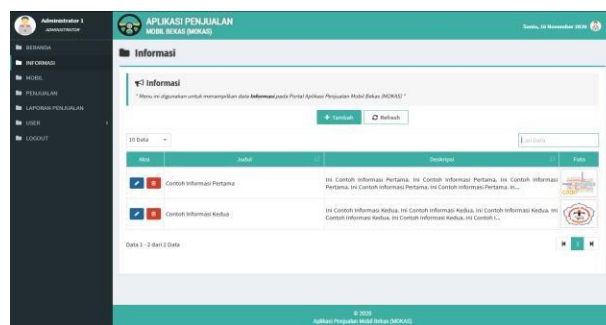 Administrator 1
ADMINISTRATOR
APLIKASI PENJUALAN
MOBIL BEKAS (MOKAS)
Senin, 16 November 2020
BERANDA
INFORMASI
MOBIL
PENJUALAN
LAPORAN PENJUALAN
USER
LOGOUT
Informasi
Informasi
" Menu ini digunakan untuk menampilkan data Informasi pada Portal Aplikasi Penjualan Mobil Bekas (MOKAS) "
+ Tambah
Refresh
10 Data
Cari Data
Aksi Judul Deskripsi Foto
Contoh Informasi Pertama
Ini Contoh Informasi Pertama. Ini Contoh Informasi Pertama. Ini Contoh Informasi
Pertama. Ini Contoh Informasi Pertama. Ini Contoh Informasi Pertama. In...
Contoh Informasi Kedua
Ini Contoh Informasi Kedua. Ini Contoh Informasi Kedua. Ini Contoh Informasi Kedua. Ini
Contoh Informasi Kedua. Ini Contoh Informasi Kedua. Ini Contoh I...
Data 1 - 2 dari 2 Data
1
© 2020
Aplikasi Penjualan Mobil Bekas (MOKAS)